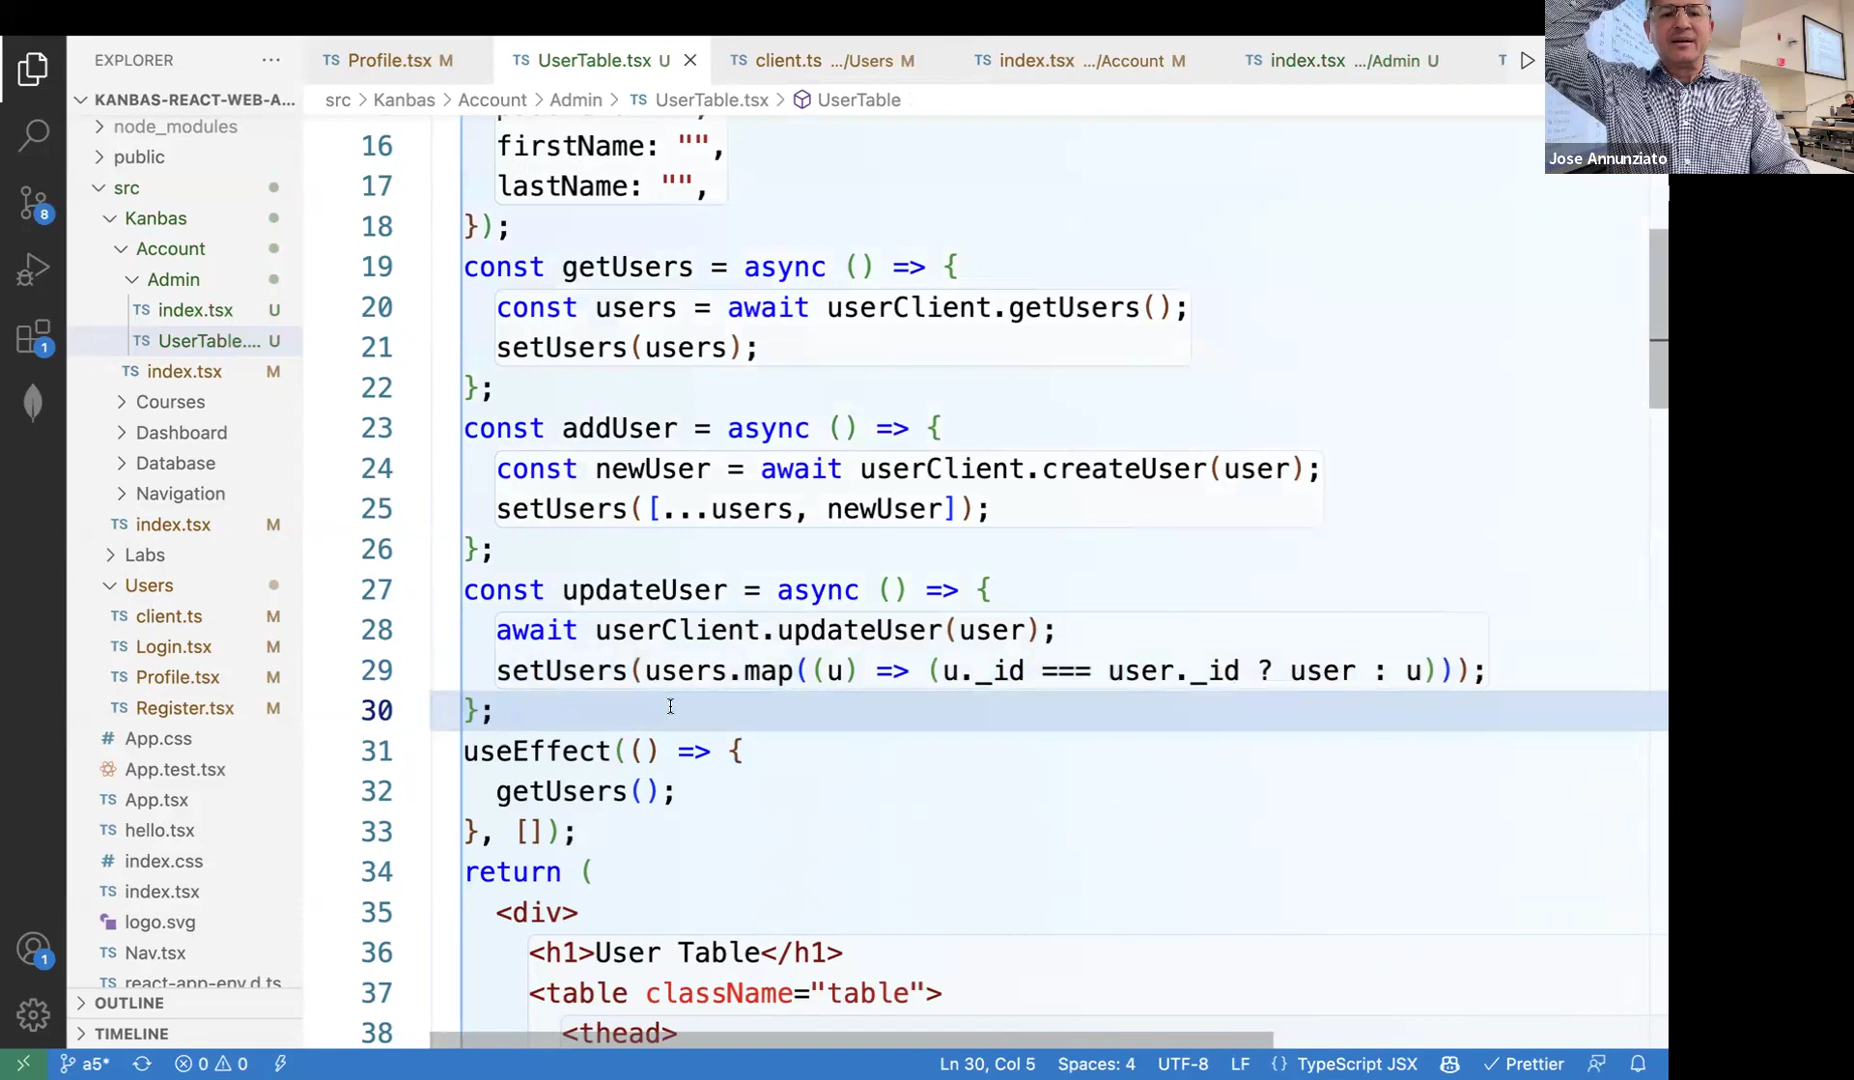 EXPLORER
KANBAS-REACT-WEB-A...
node_modules
public
src
Kanbas
Account
Admin
TS index.tsx U
TS UserTable.... U
TS index.tsx M
Courses
Dashboard
Database
Navigation
TS index.tsx M
Labs
Users
TS client.ts M
TS Login.tsx M
TS Profile.tsx M
TS Register.tsx M
# App.css
App.test.tsx
TS App.tsx
TS hello.tsx
# index.css
TS index.tsx
logo.svg
TS Nav.tsx
TS react-app-env.d.ts
OUTLINE
TIMELINE
8
1
1
TS Profile.tsx M
TS UserTable.tsx U
TS client.ts .../Users M
TS index.tsx .../Account M
TS index.tsx .../Admin U
T
src > Kanbas > Account > Admin > TS UserTable.tsx > UserTable
16 firstName: "",
17 lastName: "",
18 });
19 const getUsers = async () => {
20 const users = await userClient.getUsers();
21 setUsers(users);
22 };
23 const addUser = async () => {
24 const newUser = await userClient.createUser(user);
25 setUsers([...users, newUser]);
26 };
27 const updateUser = async () => {
28 await userClient.updateUser(user);
29 setUsers(users.map((u) => (u._id === user._id ? user : u)));
30 };
31 useEffect(() => {
32 getUsers();
33 }, []);
34 return (
35 <div>
36 <h1>User Table</h1>
37 <table className="table">
38 <thead>
Jose Annunziato
a5* 0 0 Ln 30, Col 5 Spaces: 4 UTF-8 LF {} TypeScript JSX Prettier